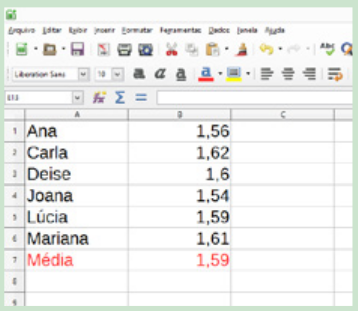 Arquivo Editar Exibir Inserir Formatar Ferramentas Dados Janela Ajuda
Liberation Sans 10 a a a
E13 fx Σ =
A B C
1 Ana 1,56
2 Carla 1,62
3 Deise 1,6
4 Joana 1,54
5 Lúcia 1,59
6 Mariana 1,61
7 Média 1,59
8
9